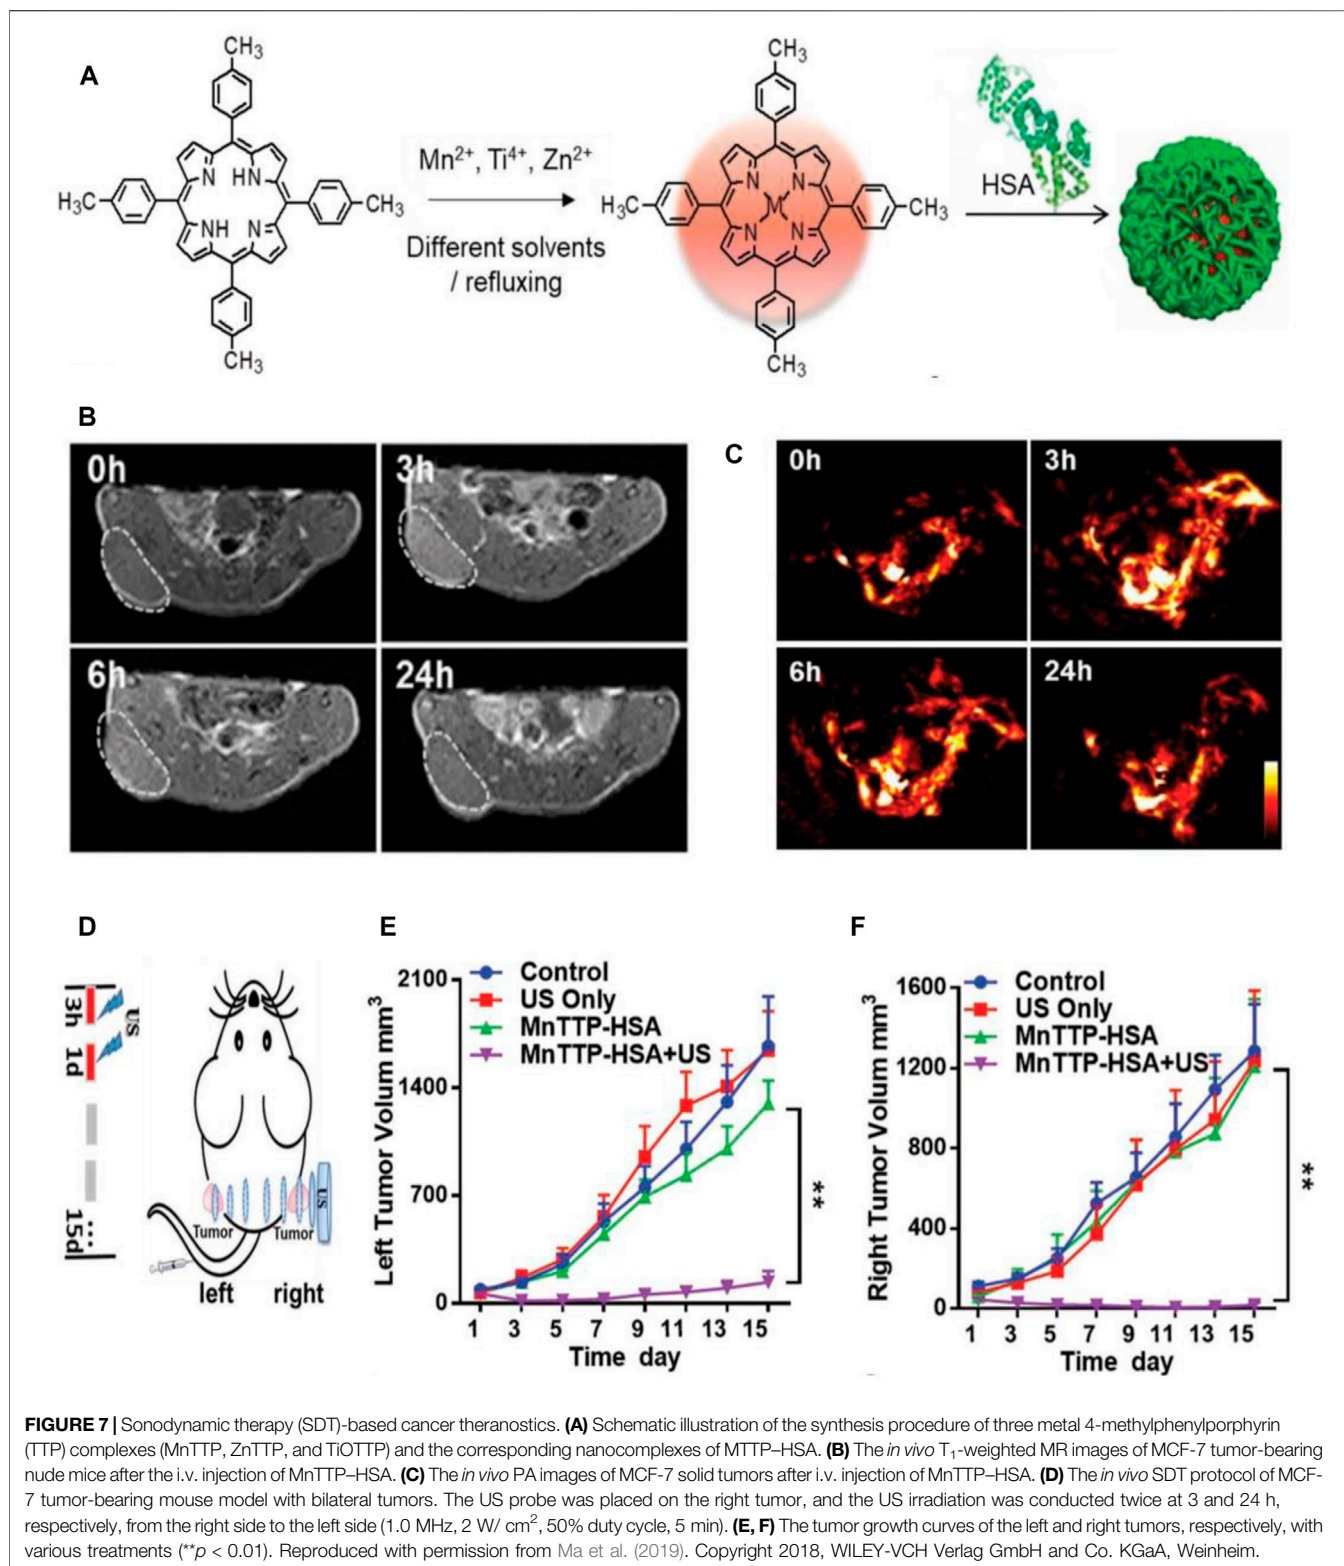 A
CH₃
N
HN
H₃C
CH₃
NH
N
CH₃
Mn²⁺, Ti⁴⁺, Zn²⁺
Different solvents
/ refluxing
CH₃
N
N
H₃C
M
CH₃
N
N
CH₃
HSA
B
0h
3h
6h
24h
C
0h
3h
6h
24h
D
3h
US
1d
15d
Tumor
Tumor
US
left
right
E
Control
US Only
MnTTP-HSA
MnTTP-HSA+US
Left Tumor Volum mm³
2100
1400
700
0
**
1 3 5 7 9 11 13 15
Time day
F
Control
US Only
MnTTP-HSA
MnTTP-HSA+US
Right Tumor Volum mm³
1600
1200
800
400
0
**
1 3 5 7 9 11 13 15
Time day
FIGURE 7 | Sonodynamic therapy (SDT)-based cancer theranostics. (A) Schematic illustration of the synthesis procedure of three metal 4-methylphenylporphyrin
(TTP) complexes (MnTTP, ZnTTP, and TiOTTP) and the corresponding nanocomplexes of MTTP–HSA. (B) The in vivo T₁-weighted MR images of MCF-7 tumor-bearing
nude mice after the i.v. injection of MnTTP–HSA. (C) The in vivo PA images of MCF-7 solid tumors after i.v. injection of MnTTP–HSA. (D) The in vivo SDT protocol of MCF-
7 tumor-bearing mouse model with bilateral tumors. The US probe was placed on the right tumor, and the US irradiation was conducted twice at 3 and 24 h,
respectively, from the right side to the left side (1.0 MHz, 2 W/ cm², 50% duty cycle, 5 min). (E, F) The tumor growth curves of the left and right tumors, respectively, with
various treatments (**p < 0.01). Reproduced with permission from Ma et al. (2019). Copyright 2018, WILEY-VCH Verlag GmbH and Co. KGaA, Weinheim.